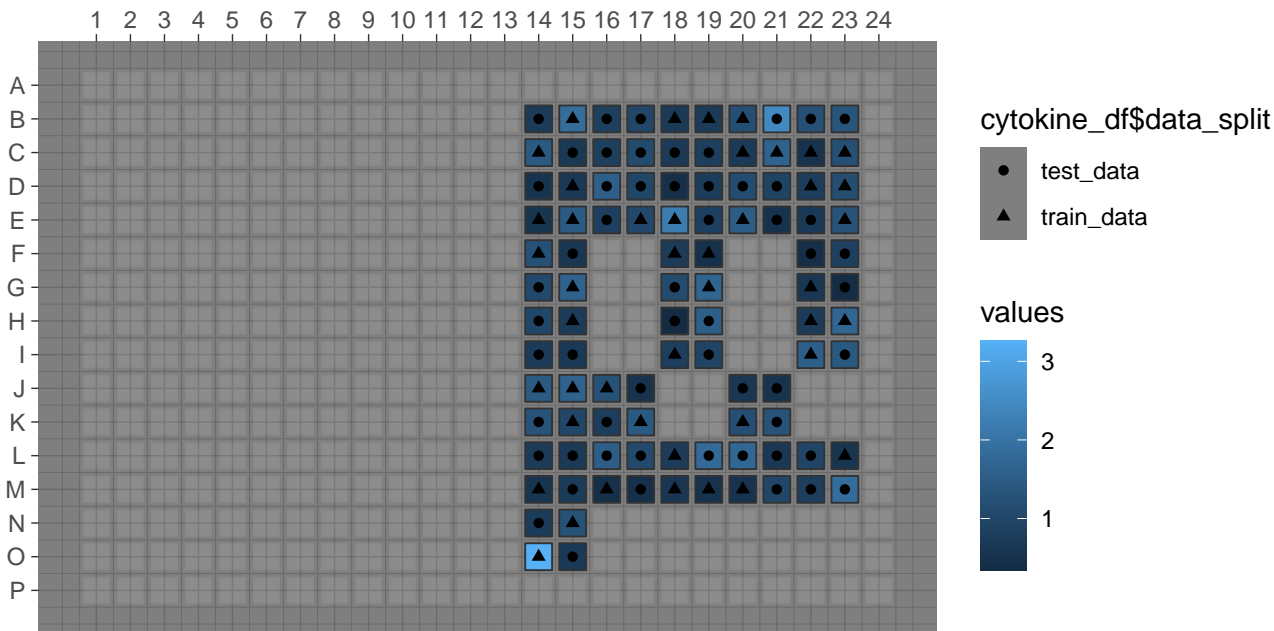 1 2 3 4 5 6 7 8 9 10 11 12 13 14 15 16 17 18 19 20 21 22 23 24
A
B
C
D
E
F
G
H
I
J
K
L
M
N
O
P
cytokine_df$data_split
test_data
train_data
values
3
2
1